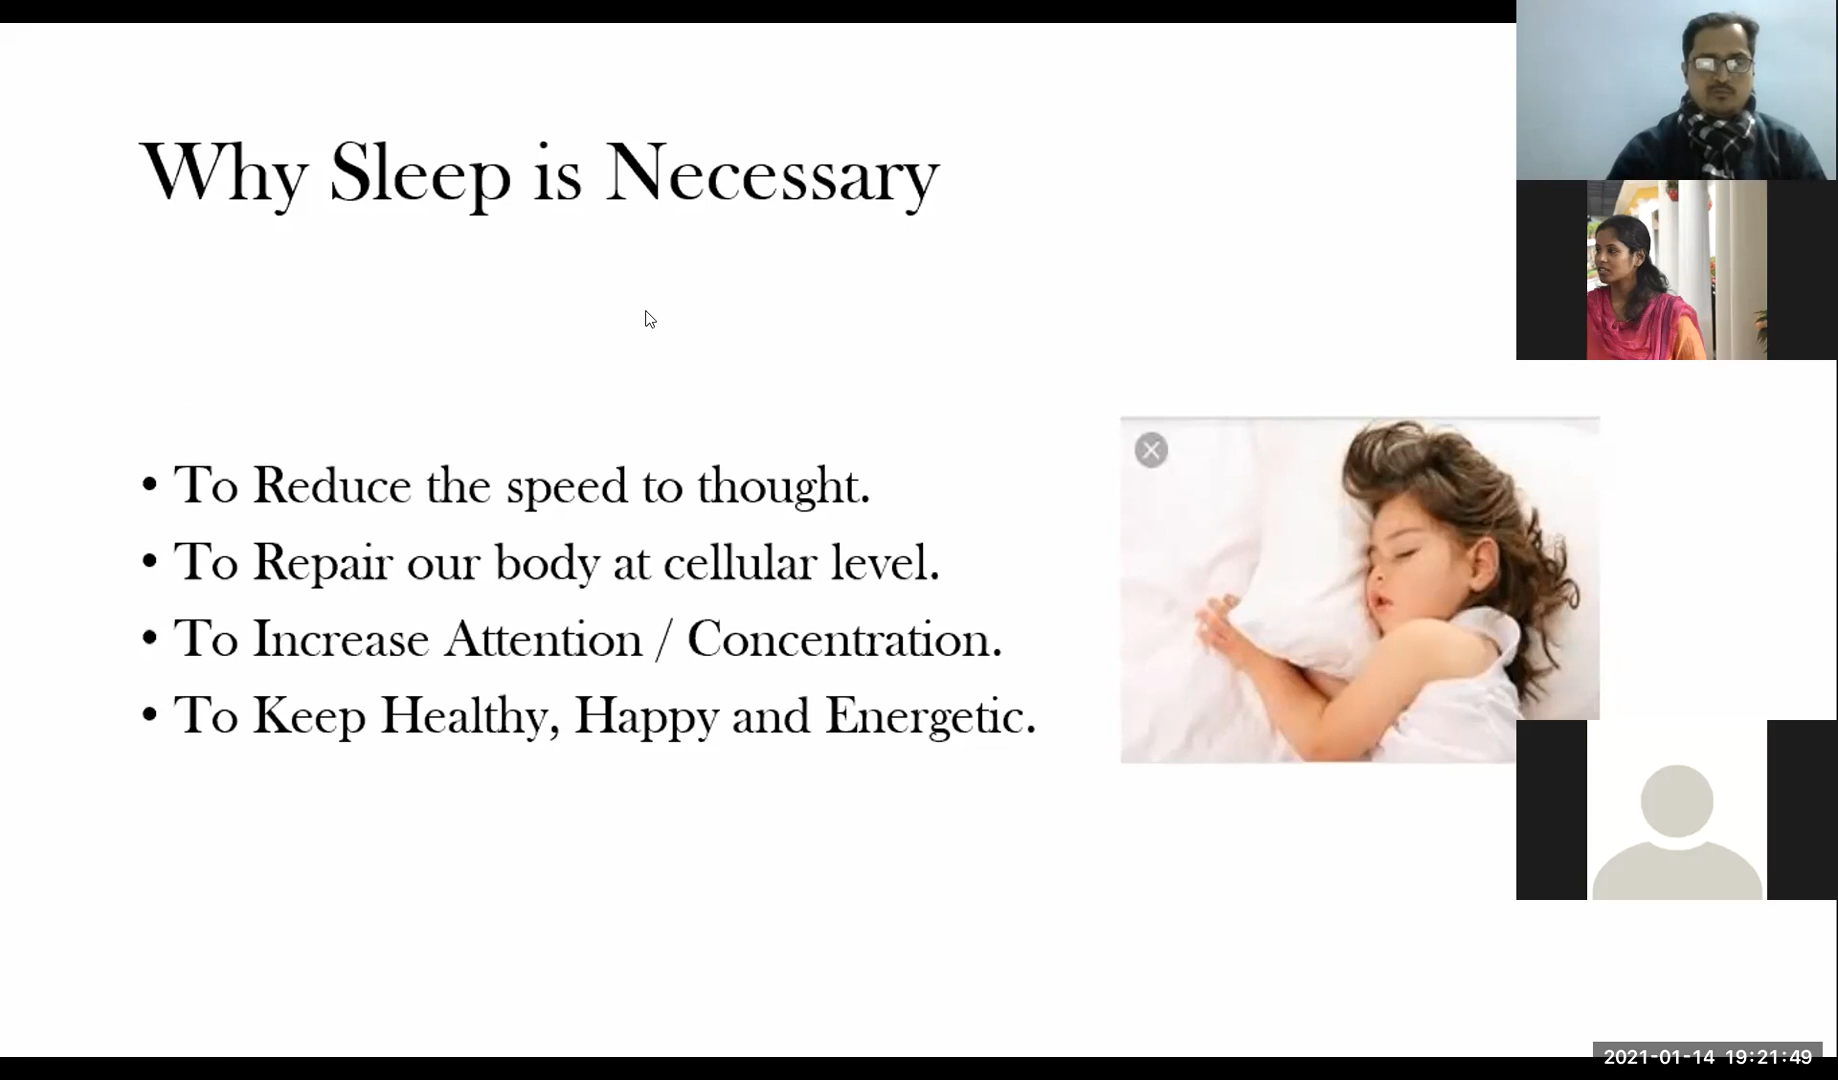 Why Sleep is Necessary
• To Reduce the speed to thought.
• To Repair our body at cellular level.
• To Increase Attention / Concentration.
• To Keep Healthy, Happy and Energetic.
2021-01-14 19:21:49